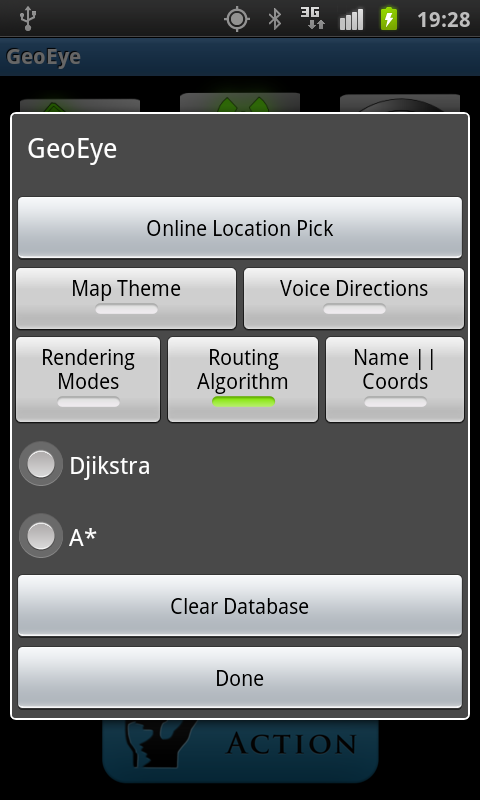 3G 19:28
GeoEye
GeoEye
Online Location Pick
Map Theme Voice Directions
Rendering Routing Name ||
Modes Algorithm Coords
Djikstra
A*
Clear Database
Done
ACTION